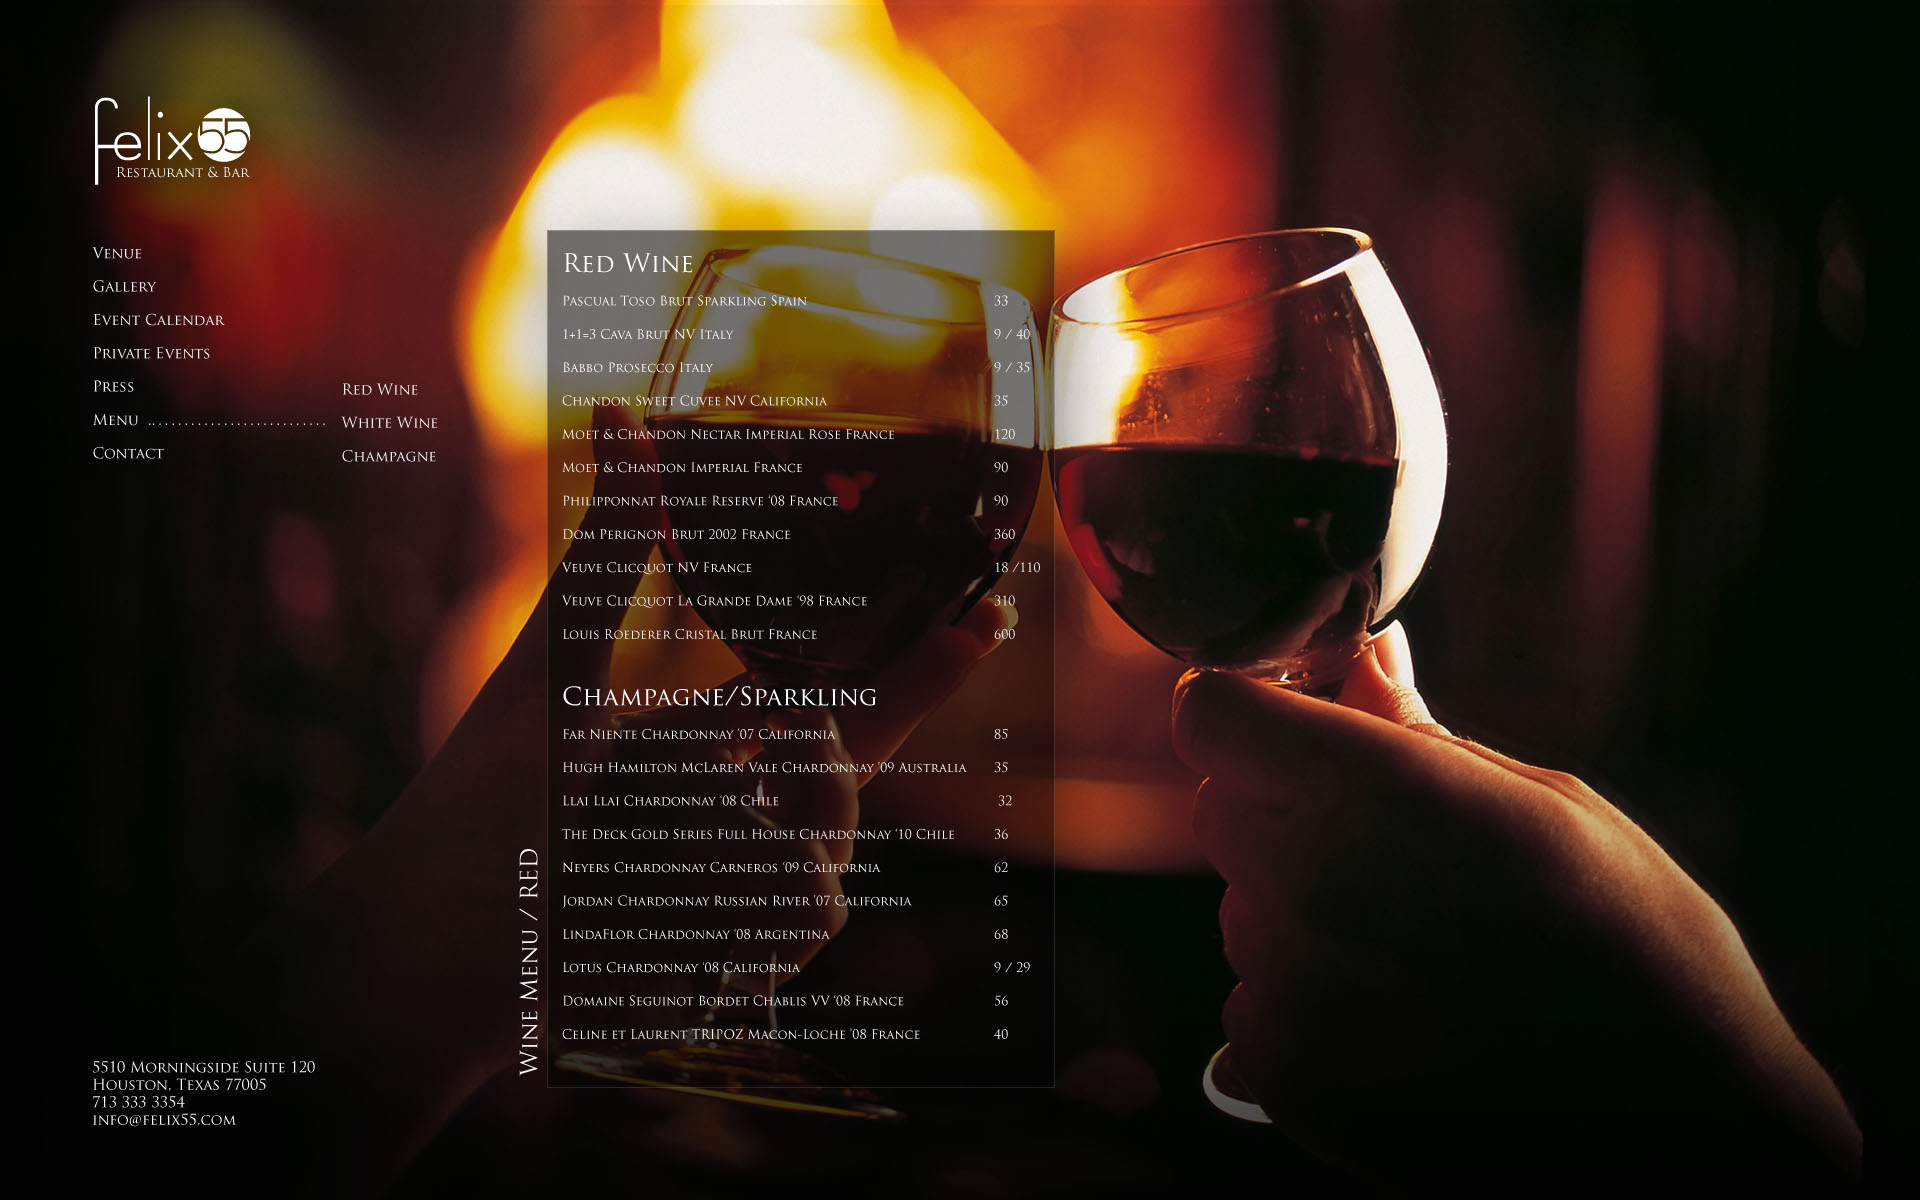 felix 55
Restaurant & Bar
Venue
Gallery
Event Calendar
Private Events
Press
Menu ...........................
Contact
Red Wine
White Wine
Champagne
Wine Menu / Red
Red Wine
Pascual Toso Brut Sparkling Spain 33
1+1=3 Cava Brut NV Italy 9 / 40
Babbo Prosecco Italy 9 / 35
Chandon Sweet Cuvee NV California 35
Moet & Chandon Nectar Imperial Rose France 120
Moet & Chandon Imperial France 90
Philipponnat Royale Reserve '08 France 90
Dom Perignon Brut 2002 France 360
Veuve Clicquot NV France 18 /110
Veuve Clicquot La Grande Dame '98 France 310
Louis Roederer Cristal Brut France 600
Champagne/Sparkling
Far Niente Chardonnay '07 California 85
Hugh Hamilton McLaren Vale Chardonnay '09 Australia 35
Llai Llai Chardonnay '08 Chile 32
The Deck Gold Series Full House Chardonnay '10 Chile 36
Neyers Chardonnay Carneros '09 California 62
Jordan Chardonnay Russian River '07 California 65
LindaFlor Chardonnay '08 Argentina 68
Lotus Chardonnay '08 California 9 / 29
Domaine Seguinot Bordet Chablis VV '08 France 56
Celine et Laurent TRIPOZ Macon-Loche '08 France 40
5510 Morningside Suite 120
Houston, Texas 77005
713 333 3354
info@felix55.com